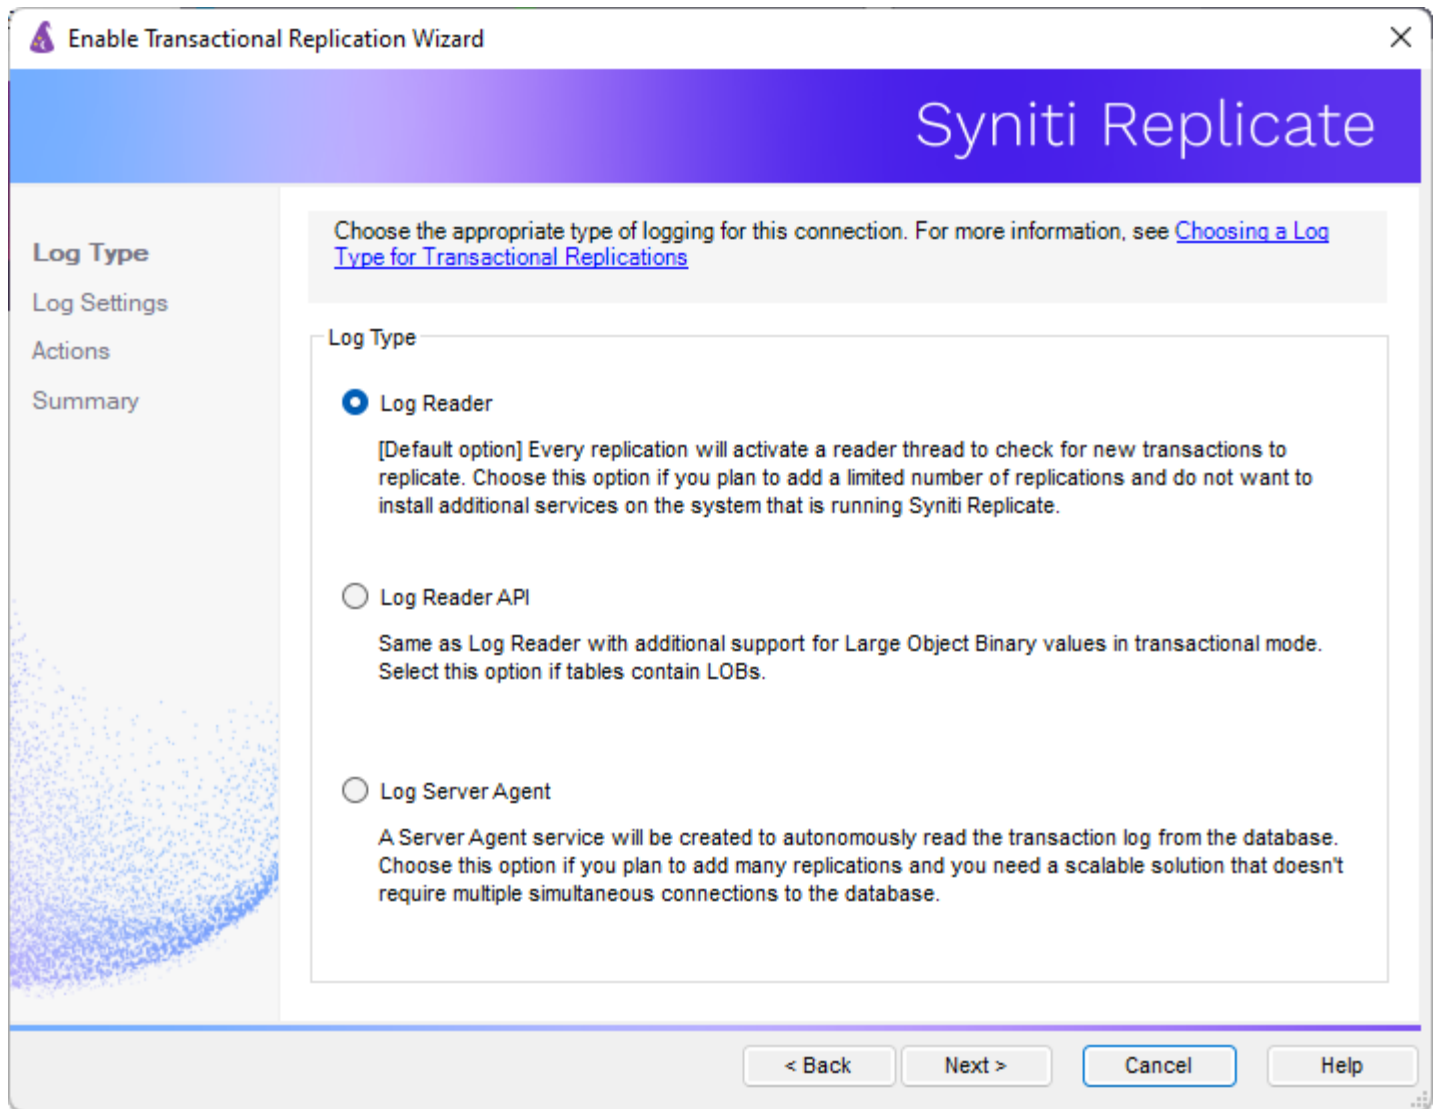 Enable Transactional Replication Wizard
Syniti Replicate
Log Type
Log Settings
Actions
Summary
Choose the appropriate type of logging for this connection. For more information, see Choosing a Log
Type for Transactional Replications
Log Type
Log Reader
[Default option] Every replication will activate a reader thread to check for new transactions to
replicate. Choose this option if you plan to add a limited number of replications and do not want to
install additional services on the system that is running Syniti Replicate.
Log Reader API
Same as Log Reader with additional support for Large Object Binary values in transactional mode.
Select this option if tables contain LOBs.
Log Server Agent
A Server Agent service will be created to autonomously read the transaction log from the database.
Choose this option if you plan to add many replications and you need a scalable solution that doesn't
require multiple simultaneous connections to the database.
< Back
Next >
Cancel
Help